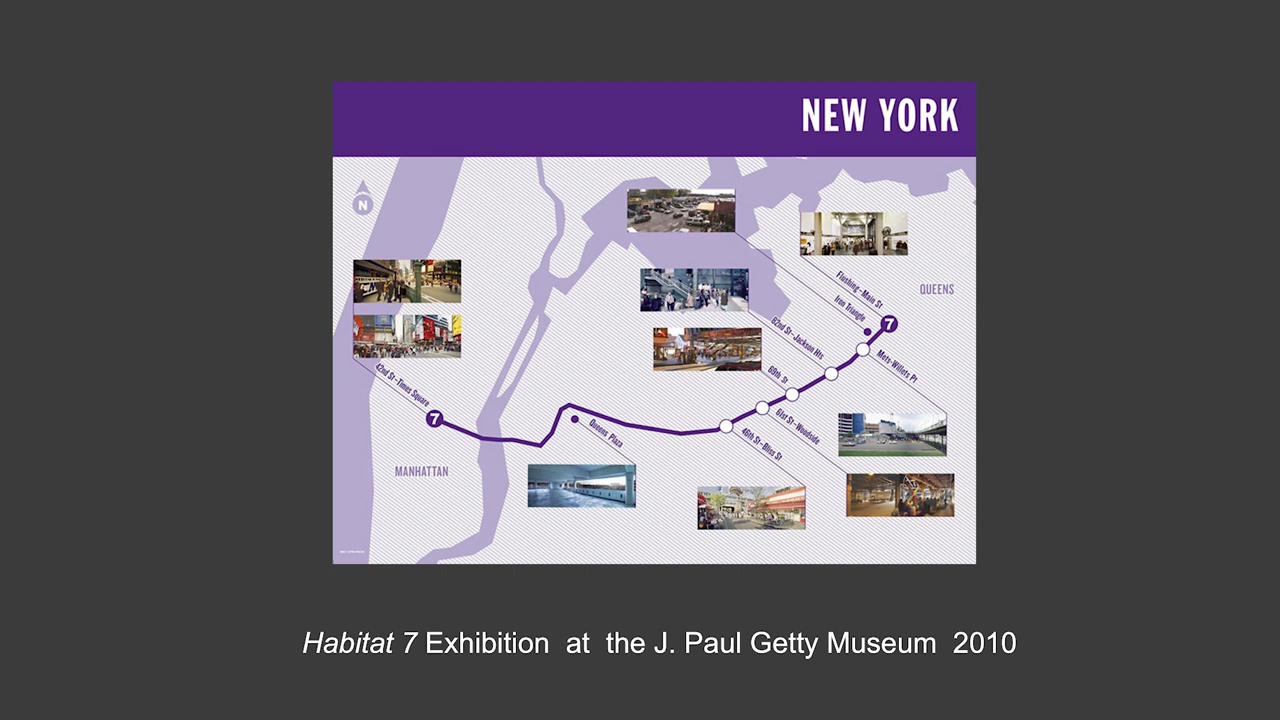 NEW YORK
N
Flushing–Main St
Iron Triangle
QUEENS
7
82nd St–Jackson Hts
Mets–Willets Pt
69th St
42nd St–Times Square
7
61st St–Woodside
Queens Plaza
46th St–Bliss St
MANHATTAN
Habitat 7 Exhibition at the J. Paul Getty Museum 2010